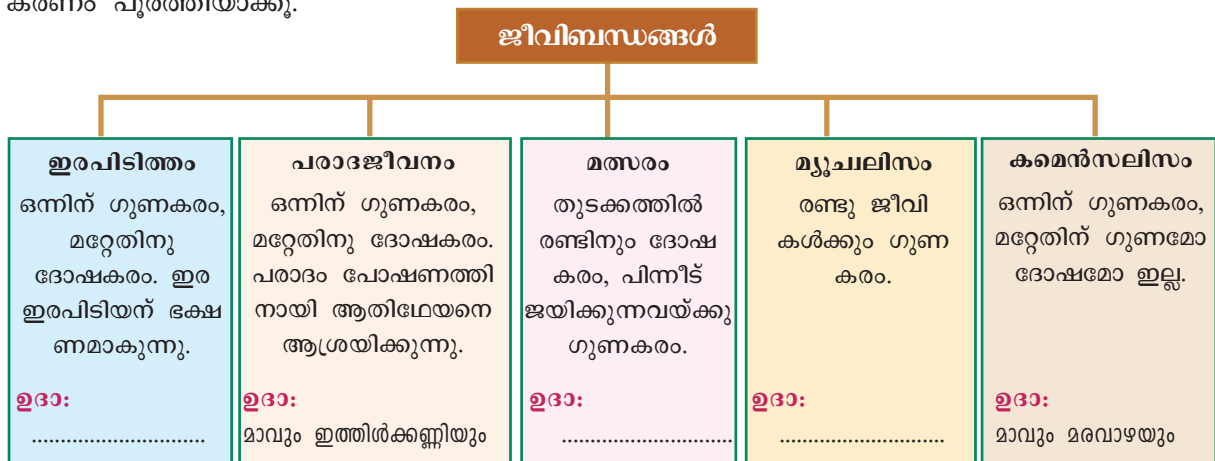 കരണം പൂർത്തിയാക്കൂ.
ജീവിബന്ധങ്ങൾ
ഇരപിടിത്തം
ഒന്നിന് ഗുണകരം,
മറ്റേതിനു
ദോഷകരം. ഇര
ഇരപിടിയന് ഭക്ഷ
ണമാകുന്നു.
ഉദാ:
..............................
പരാദജീവനം
ഒന്നിന് ഗുണകരം,
മറ്റേതിനു ദോഷകരം.
പരാദം പോഷണത്തി
നായി ആതിഥേയനെ
ആശ്രയിക്കുന്നു.
ഉദാ:
മാവും ഇത്തിൾക്കണ്ണിയും
മത്സരം
തുടക്കത്തിൽ
രണ്ടിനും ദോഷ
കരം, പിന്നീട്
ജയിക്കുന്നവയ്ക്കു
ഗുണകരം.
ഉദാ:
..............................
മ്യൂച്വലിസം
രണ്ടു ജീവി
കൾക്കും ഗുണ
കരം.
ഉദാ:
.............................
കമെൻസലിസം
ഒന്നിന് ഗുണകരം,
മറ്റേതിന് ഗുണമോ
ദോഷമോ ഇല്ല.
ഉദാ:
മാവും മരവാഴയും